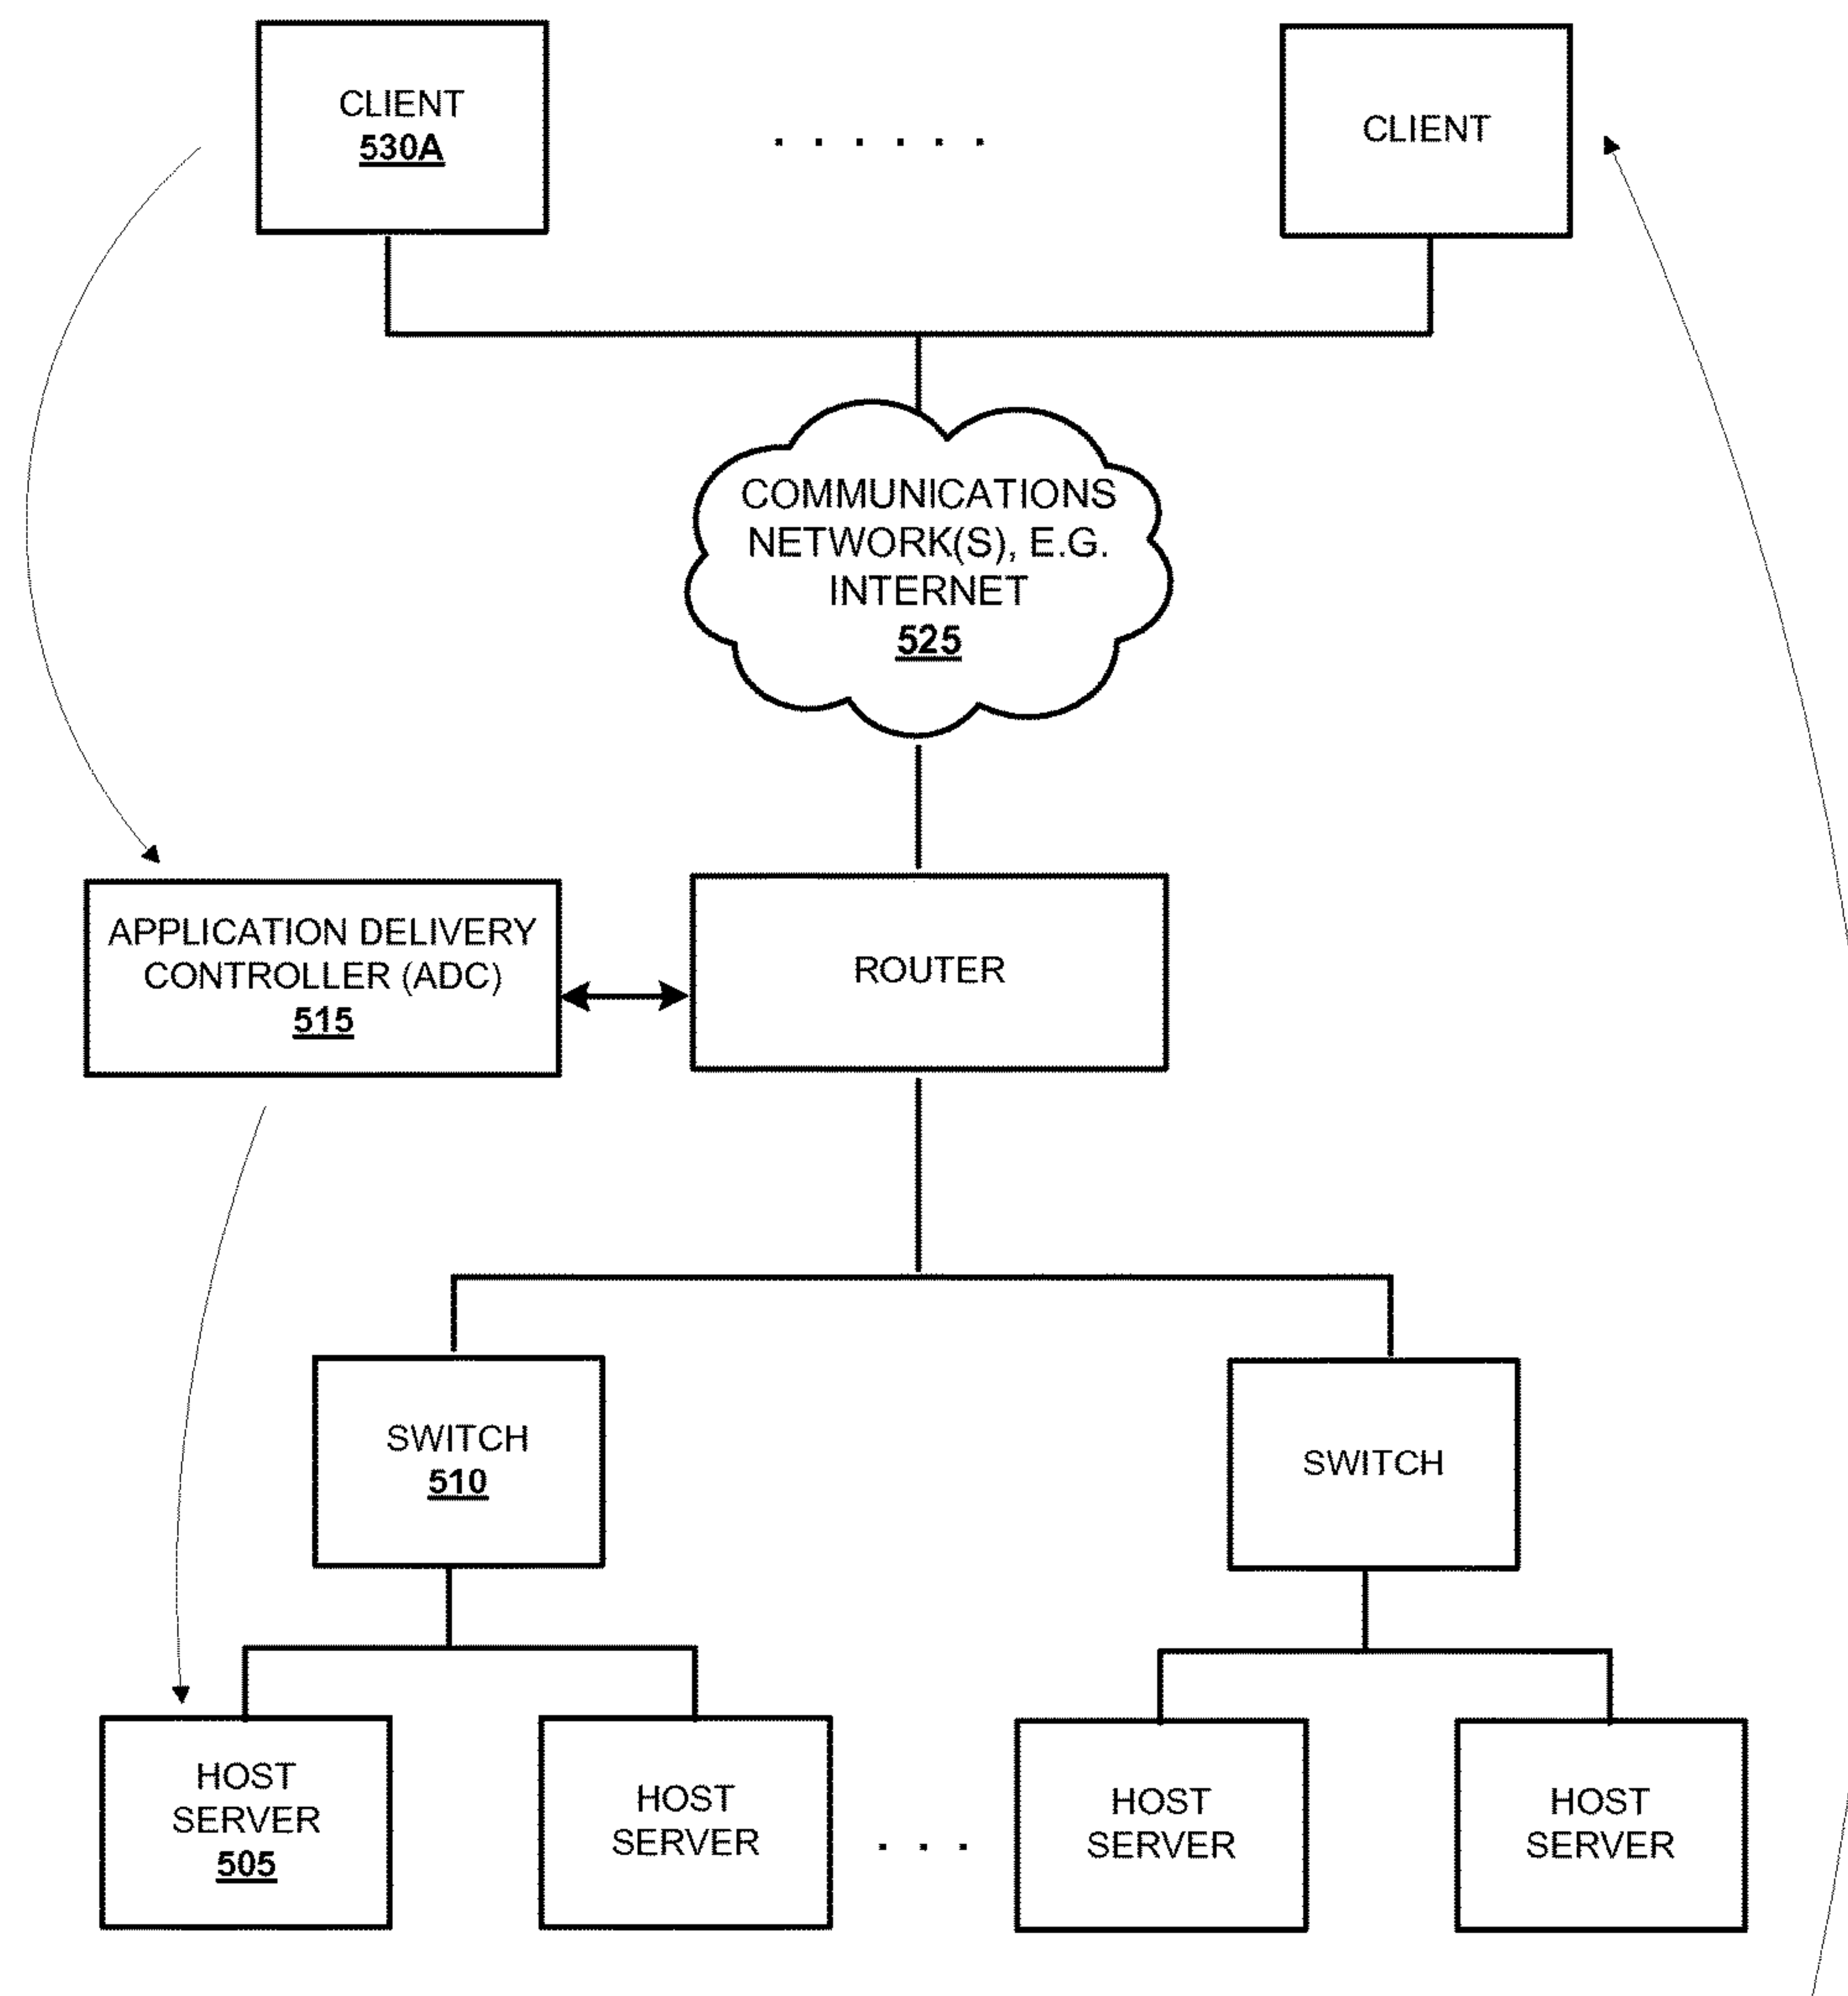 CLIENT
530A
. . . . . .
CLIENT
COMMUNICATIONS
NETWORK(S), E.G.
INTERNET
525
APPLICATION DELIVERY
CONTROLLER (ADC)
515
ROUTER
SWITCH
510
SWITCH
HOST
SERVER
505
HOST
SERVER
. . .
HOST
SERVER
HOST
SERVER